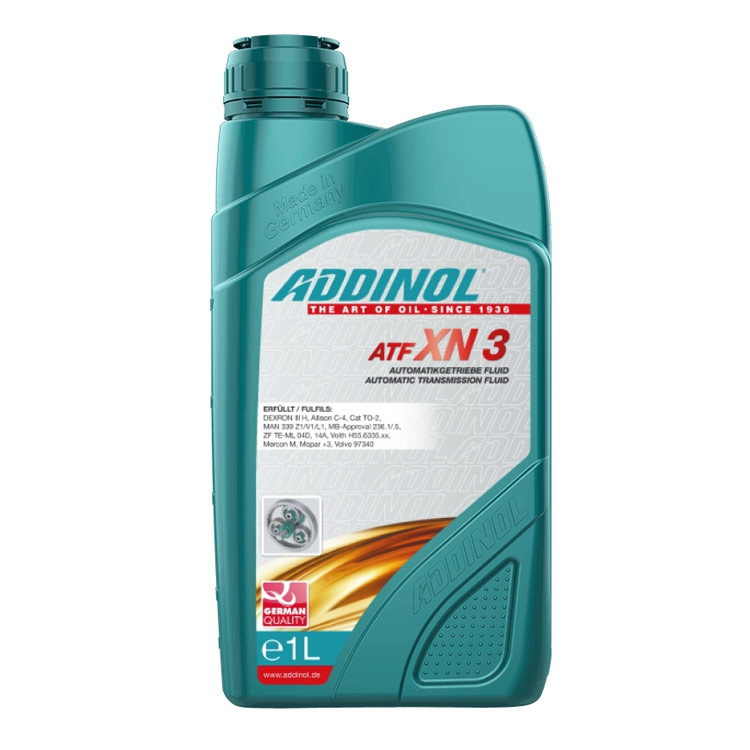 Made in
Germany
ADDINOL®
THE ART OF OIL · SINCE 1936
ATF XN 3
AUTOMATIKGETRIEBE FLUID
AUTOMATIC TRANSMISSION FLUID
ERFÜLLT / FULFILS:
DEXRON III H, Allison C-4, Cat TO-2,
MAN 339 Z1/V1/L1, MB-Approval 236.1/.5,
ZF TE-ML 04D, 14A, Voith H55.6335.xx,
Mercon M, Mopar +3, Volvo 97340
ADDINOL
GERMAN
QUALITY
e1L
www.addinol.de